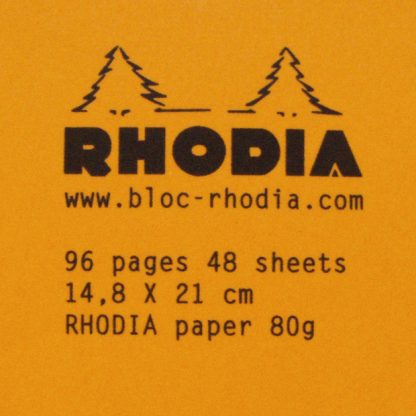 RHODIA
www.bloc-rhodia.com
96 pages 48 sheets
14,8 X 21 cm
RHODIA paper 80g